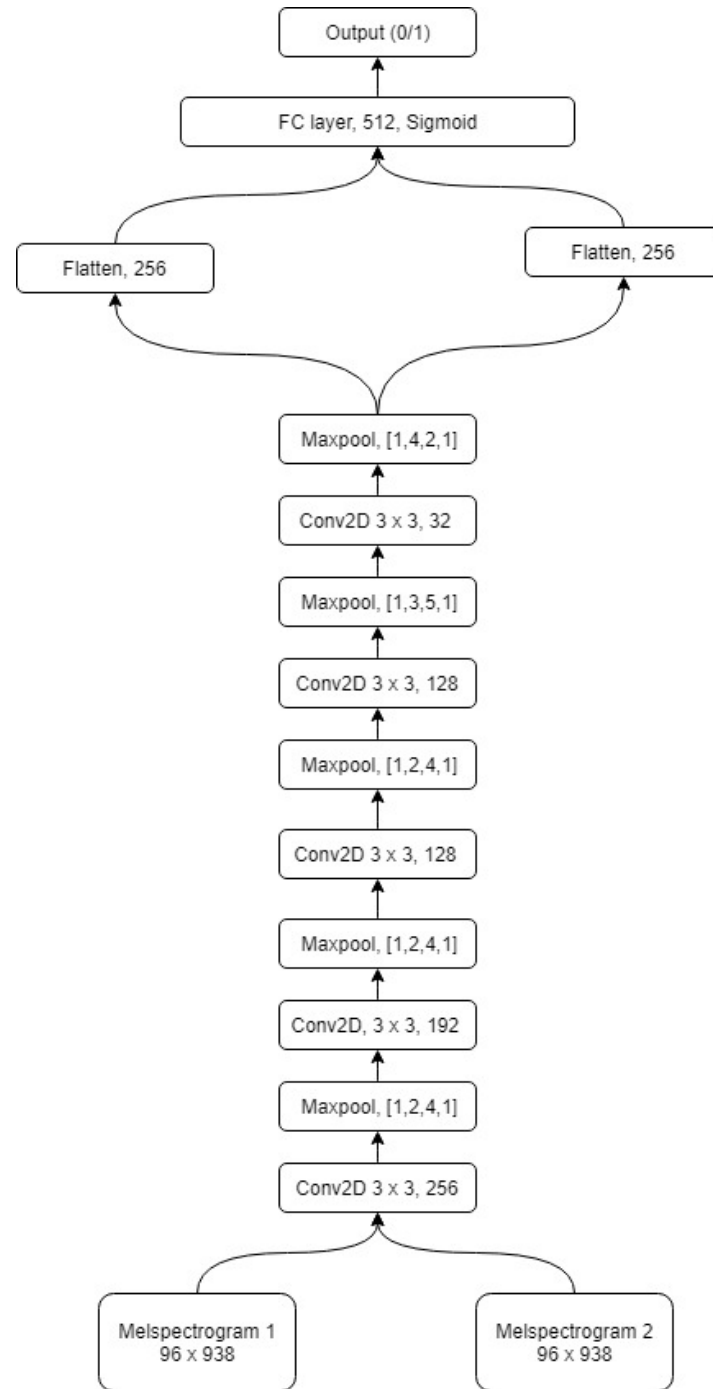 Output (0/1)
FC layer, 512, Sigmoid
Flatten, 256
Flatten, 256
Maxpool, [1,4,2,1]
Conv2D 3 x 3, 32
Maxpool, [1,3,5,1]
Conv2D 3 x 3, 128
Maxpool, [1,2,4,1]
Conv2D 3 x 3, 128
Maxpool, [1,2,4,1]
Conv2D, 3 x 3, 192
Maxpool, [1,2,4,1]
Conv2D 3 x 3, 256
Melspectrogram 1
96 x 938
Melspectrogram 2
96 x 938